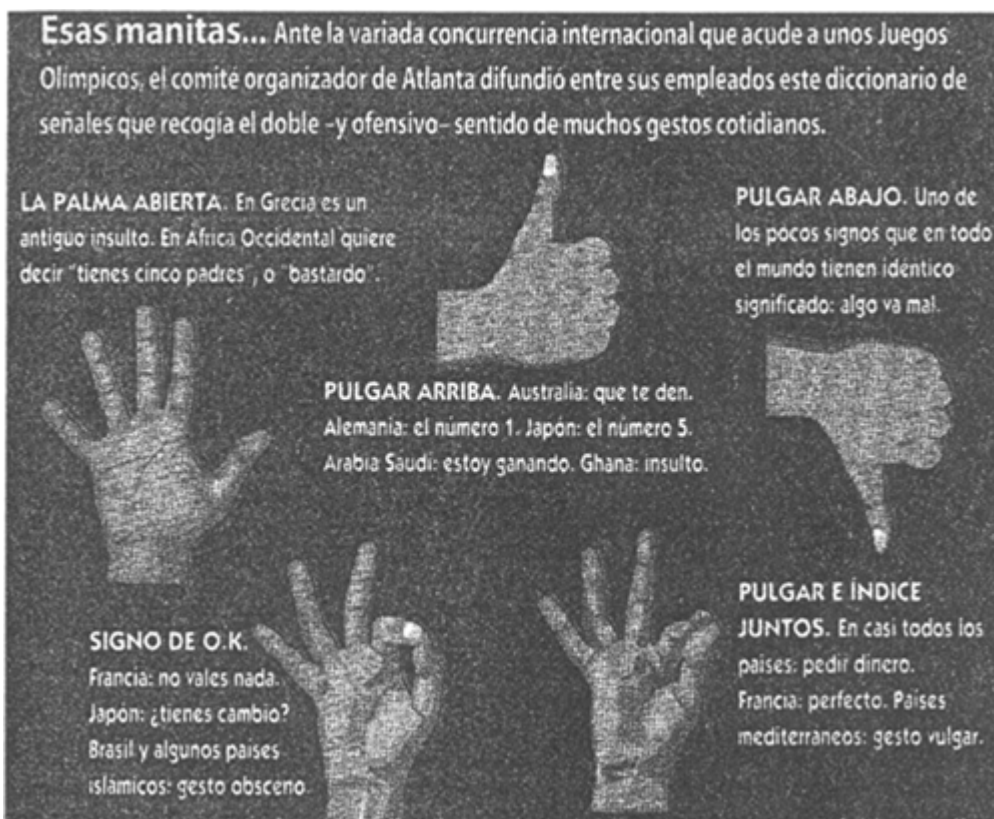 Esas manitas... Ante la variada concurrencia internacional que acude a unos Juegos
Olímpicos, el comité organizador de Atlanta difundió entre sus empleados este diccionario de
señales que recogía el doble –y ofensivo– sentido de muchos gestos cotidianos.
LA PALMA ABIERTA. En Grecia es un
antiguo insulto. En África Occidental quiere
decir "tienes cinco padres", o "bastardo".
PULGAR ARRIBA. Australia: que te den.
Alemania: el número 1. Japón: el número 5.
Arabia Saudí: estoy ganando. Ghana: insulto.
PULGAR ABAJO. Uno de
los pocos signos que en todo
el mundo tienen idéntico
significado: algo va mal.
SIGNO DE O.K.
Francia: no vales nada.
Japón: ¿tienes cambio?
Brasil y algunos países
islámicos: gesto obsceno
PULGAR E ÍNDICE
JUNTOS. En casi todos los
países: pedir dinero.
Francia: perfecto. Países
mediterráneos: gesto vulgar.